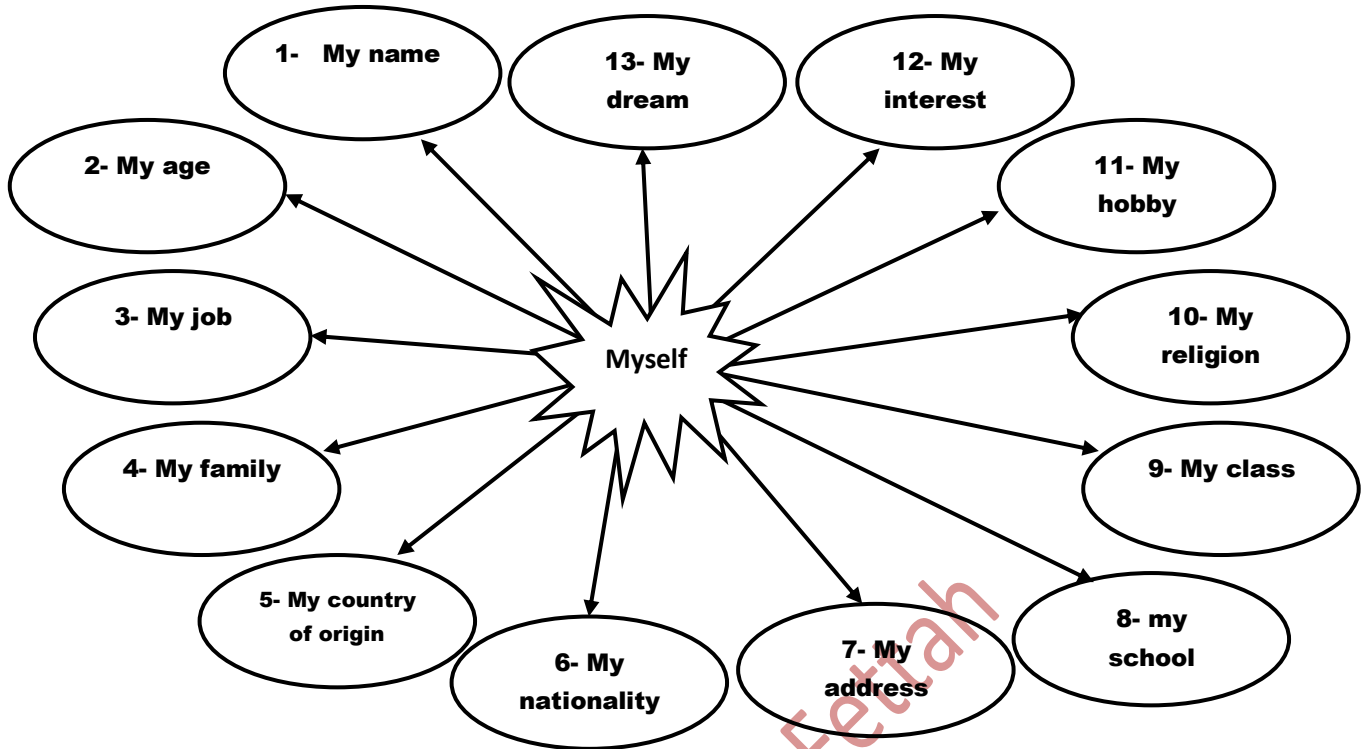 1- My name
13- My
dream
12- My
interest
2- My age
11- My
hobby
3- My job
Myself
10- My
religion
4- My family
9- My class
5- My country
of origin
6- My
nationality
7- My
address
8- my
school
Fettah